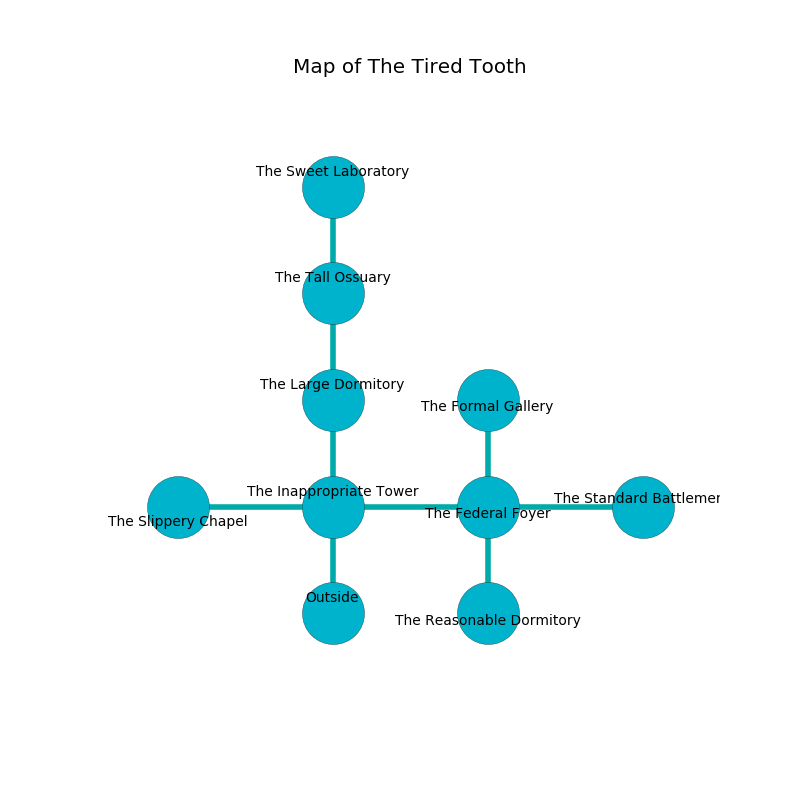 Map of The Tired Tooth
The Sweet Laboratory
The Tall Ossuary
The Large Dormitory
The Formal Gallery
The Inappropriate Tower
The Standard Battlemen
The Federal Foyer
The Slippery Chapel
Outside
The Reasonable Dormitory